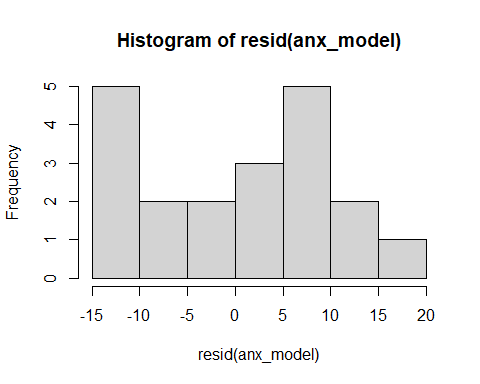 Histogram of resid(anx_model)
Frequency
5
4
3
2
1
0
-15 -10 -5 0 5 10 15 20
resid(anx_model)